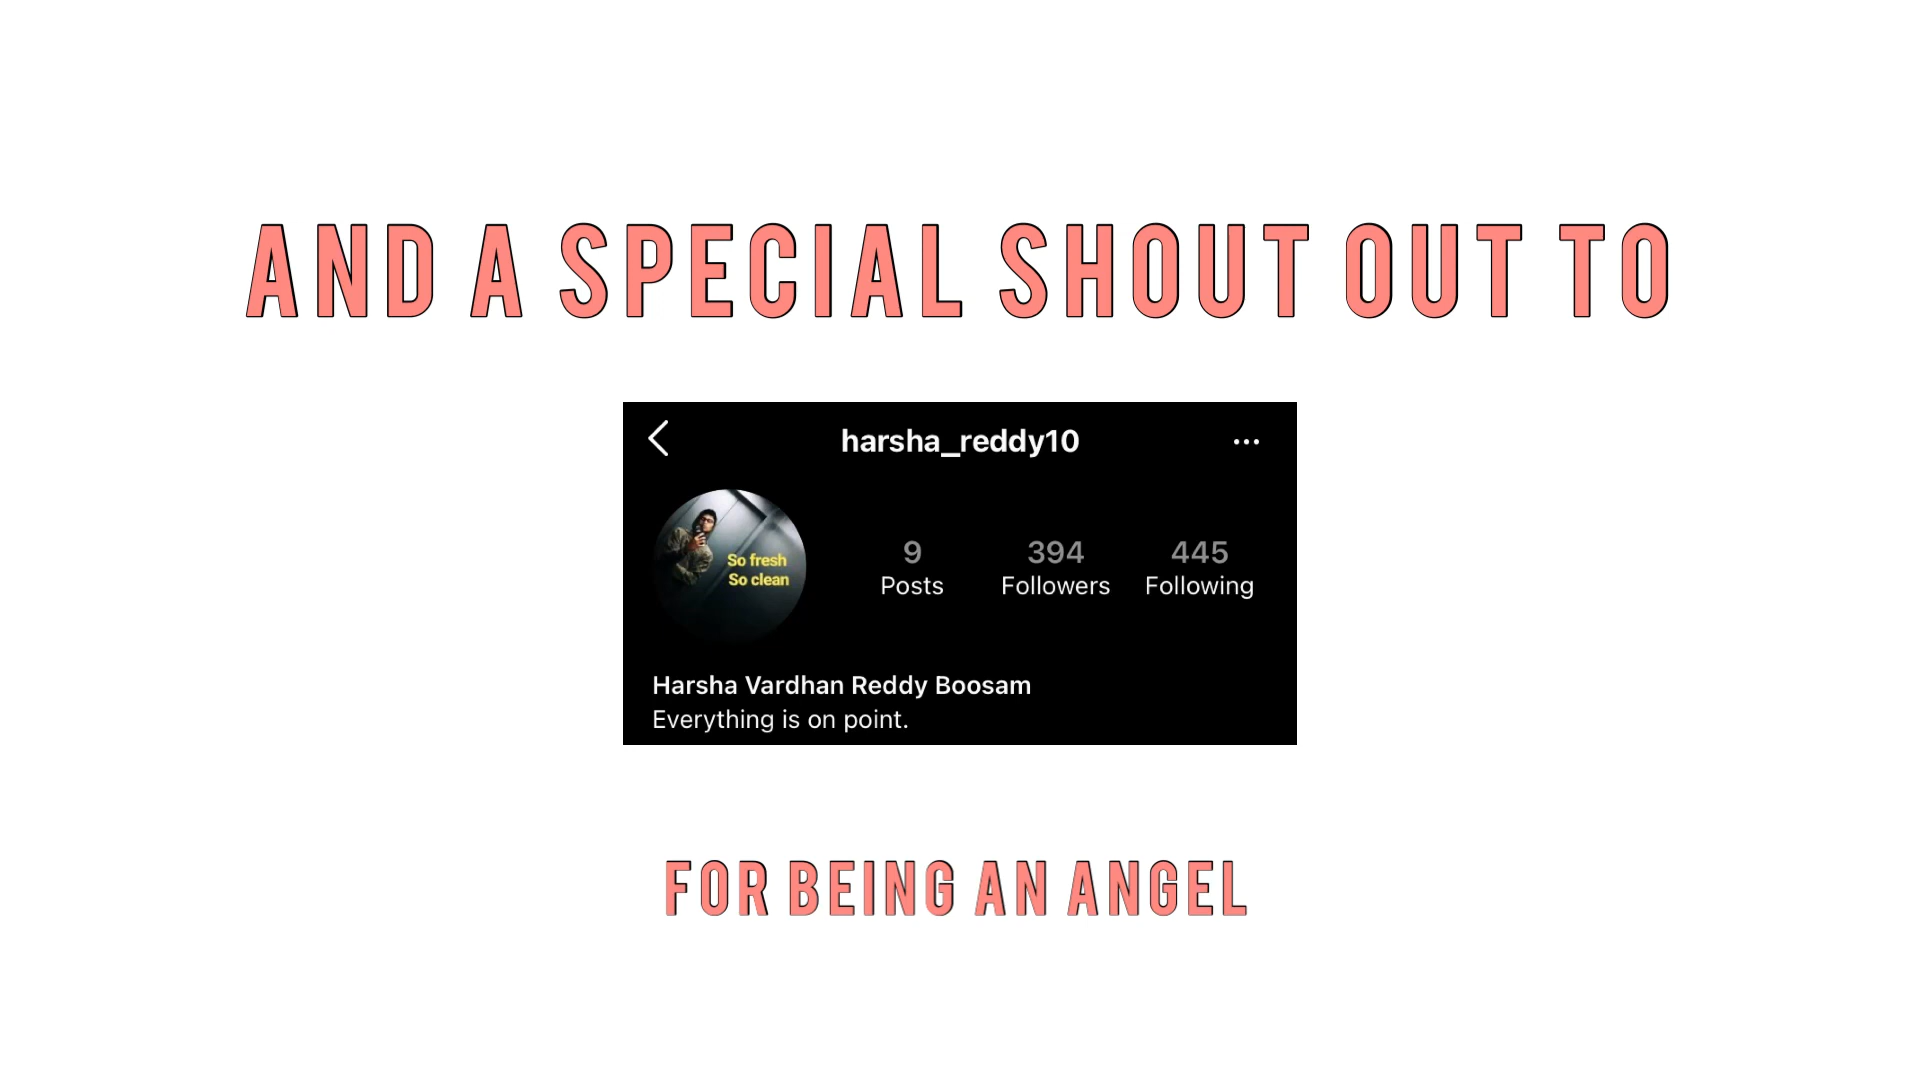 AND A SPECIAL SHOUT OUT TO
harsha_reddy10
So fresh
So clean
9 394 445
Posts Followers Following
Harsha Vardhan Reddy Boosam
Everything is on point.
FOR BEING AN ANGEL